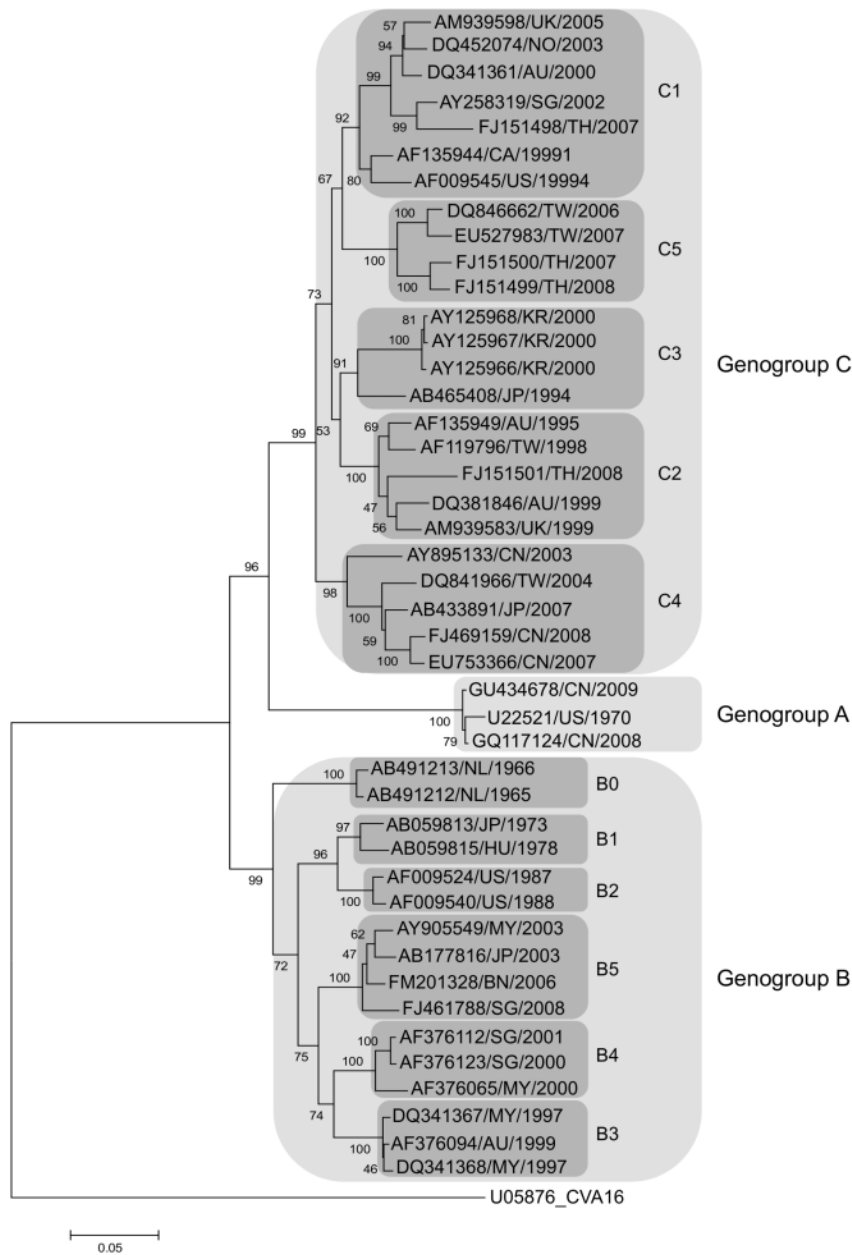 57
AM939598/UK/2005
94
DQ452074/NO/2003
DQ341361/AU/2000
99
C1
AY258319/SG/2002
92
99
FJ151498/TH/2007
AF135944/CA/19991
67
80
AF009545/US/19994
100
DQ846662/TW/2006
EU527983/TW/2007
C5
100
FJ151500/TH/2007
100
FJ151499/TH/2008
73
81
AY125968/KR/2000
100
AY125967/KR/2000
C3
Genogroup C
91
AY125966/KR/2000
AB465408/JP/1994
99
53
69
AF135949/AU/1995
AF119796/TW/1998
100
FJ151501/TH/2008
C2
47
DQ381846/AU/1999
56
AM939583/UK/1999
AY895133/CN/2003
96
98
DQ841966/TW/2004
100
AB433891/JP/2007
C4
59
FJ469159/CN/2008
100
EU753366/CN/2007
GU434678/CN/2009
100
U22521/US/1970
Genogroup A
79
GQ117124/CN/2008
100
AB491213/NL/1966
B0
AB491212/NL/1965
97
AB059813/JP/1973
B1
96
AB059815/HU/1978
99
AF009524/US/1987
B2
100
AF009540/US/1988
62
AY905549/MY/2003
72
47
AB177816/JP/2003
B5
100
FM201328/BN/2006
Genogroup B
FJ461788/SG/2008
75
100
AF376112/SG/2001
100
AF376123/SG/2000
B4
AF376065/MY/2000
74
DQ341367/MY/1997
100
AF376094/AU/1999
B3
46
DQ341368/MY/1997
U05876_CVA16
0.05